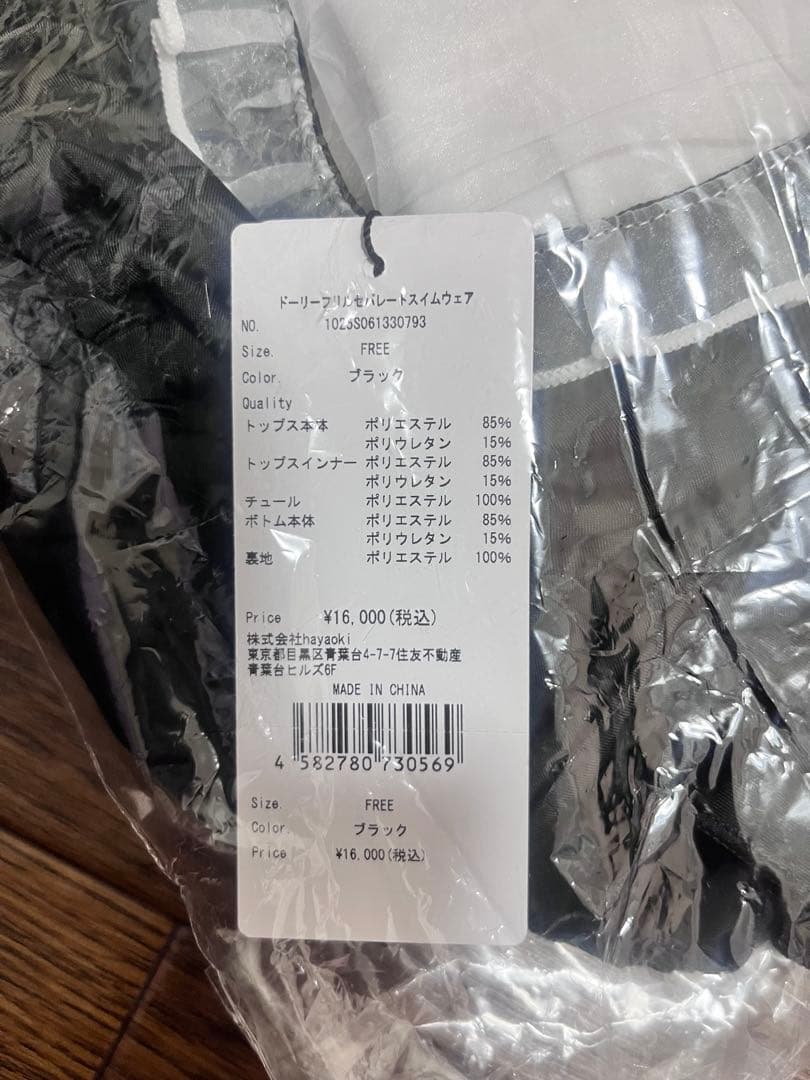 ドーリーフリルセパレートスイムウェア
NO. 1025S061330793
Size. FREE
Color. ブラック
Quality
トップス本体 ポリエステル 85%
ポリウレタン 15%
トップスインナー ポリエステル 85%
ポリウレタン 15%
チュール ポリエステル 100%
ボトム本体 ポリエステル 85%
ポリウレタン 15%
裏地 ポリエステル 100%
Price ¥16,000(税込)
株式会社hayaoki
東京都目黒区青葉台4-7-7住友不動産
青葉台ヒルズ6F
MADE IN CHINA
4 582780 730569
Size. FREE
Color. ブラック
Price ¥16,000(税込)